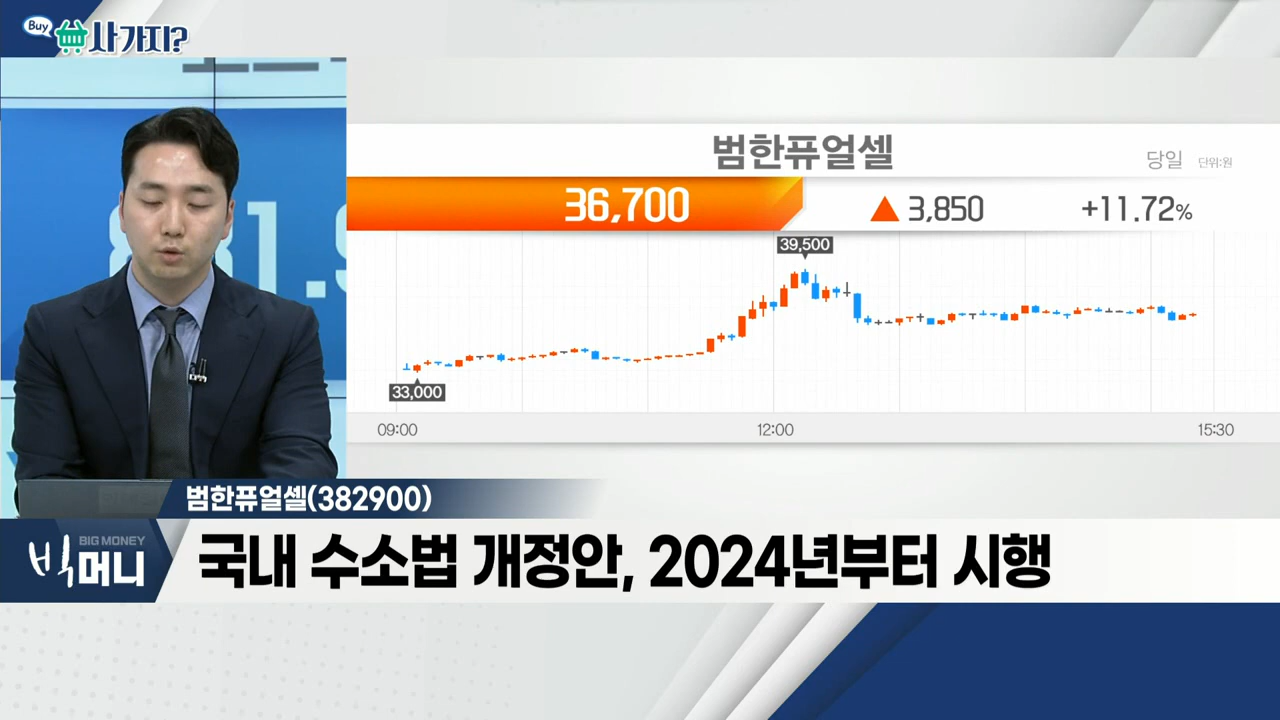 Buy 사가지?
범한퓨얼셀
당일 단위:원
36,700 ▲ 3,850 +11.72%
39,500
33,000
09:00 12:00 15:30
범한퓨얼셀(382900)
BIG MONEY
빅머니
국내 수소법 개정안, 2024년부터 시행